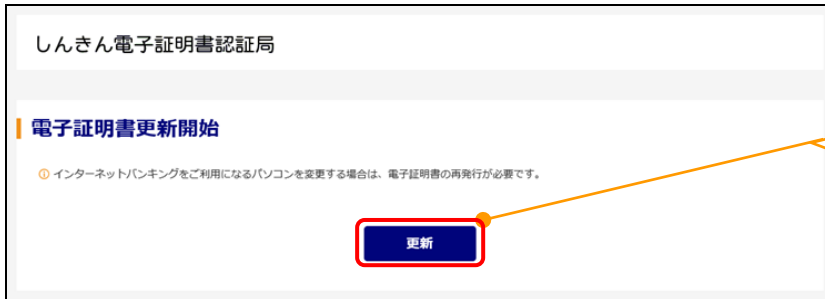 しんきん電子証明書認証局
電子証明書更新開始
インターネットバンキングをご利用になるパソコンを変更する場合は、電子証明書の再発行が必要です。
更新